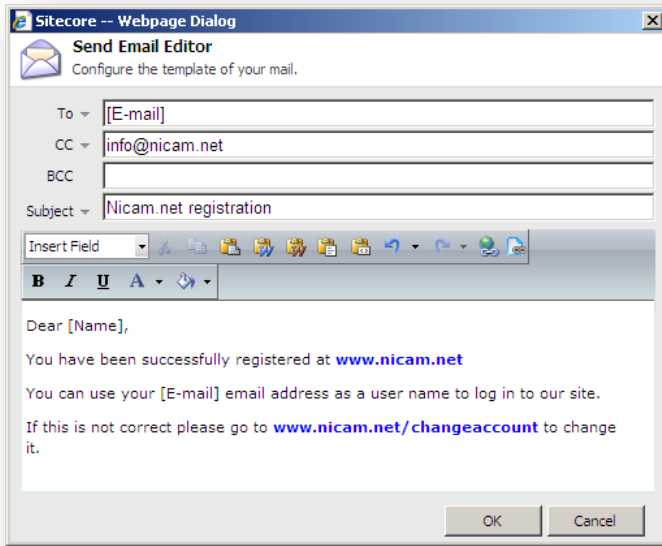 Sitecore -- Webpage Dialog
Send Email Editor
Configure the template of your mail.
To [E-mail]
CC info@nicam.net
BCC
Subject Nicam.net registration
Insert Field
B I U A
Dear [Name],
You have been successfully registered at www.nicam.net
You can use your [E-mail] email address as a user name to log in to our site.
If this is not correct please go to www.nicam.net/changeaccount to change
it.
OK Cancel